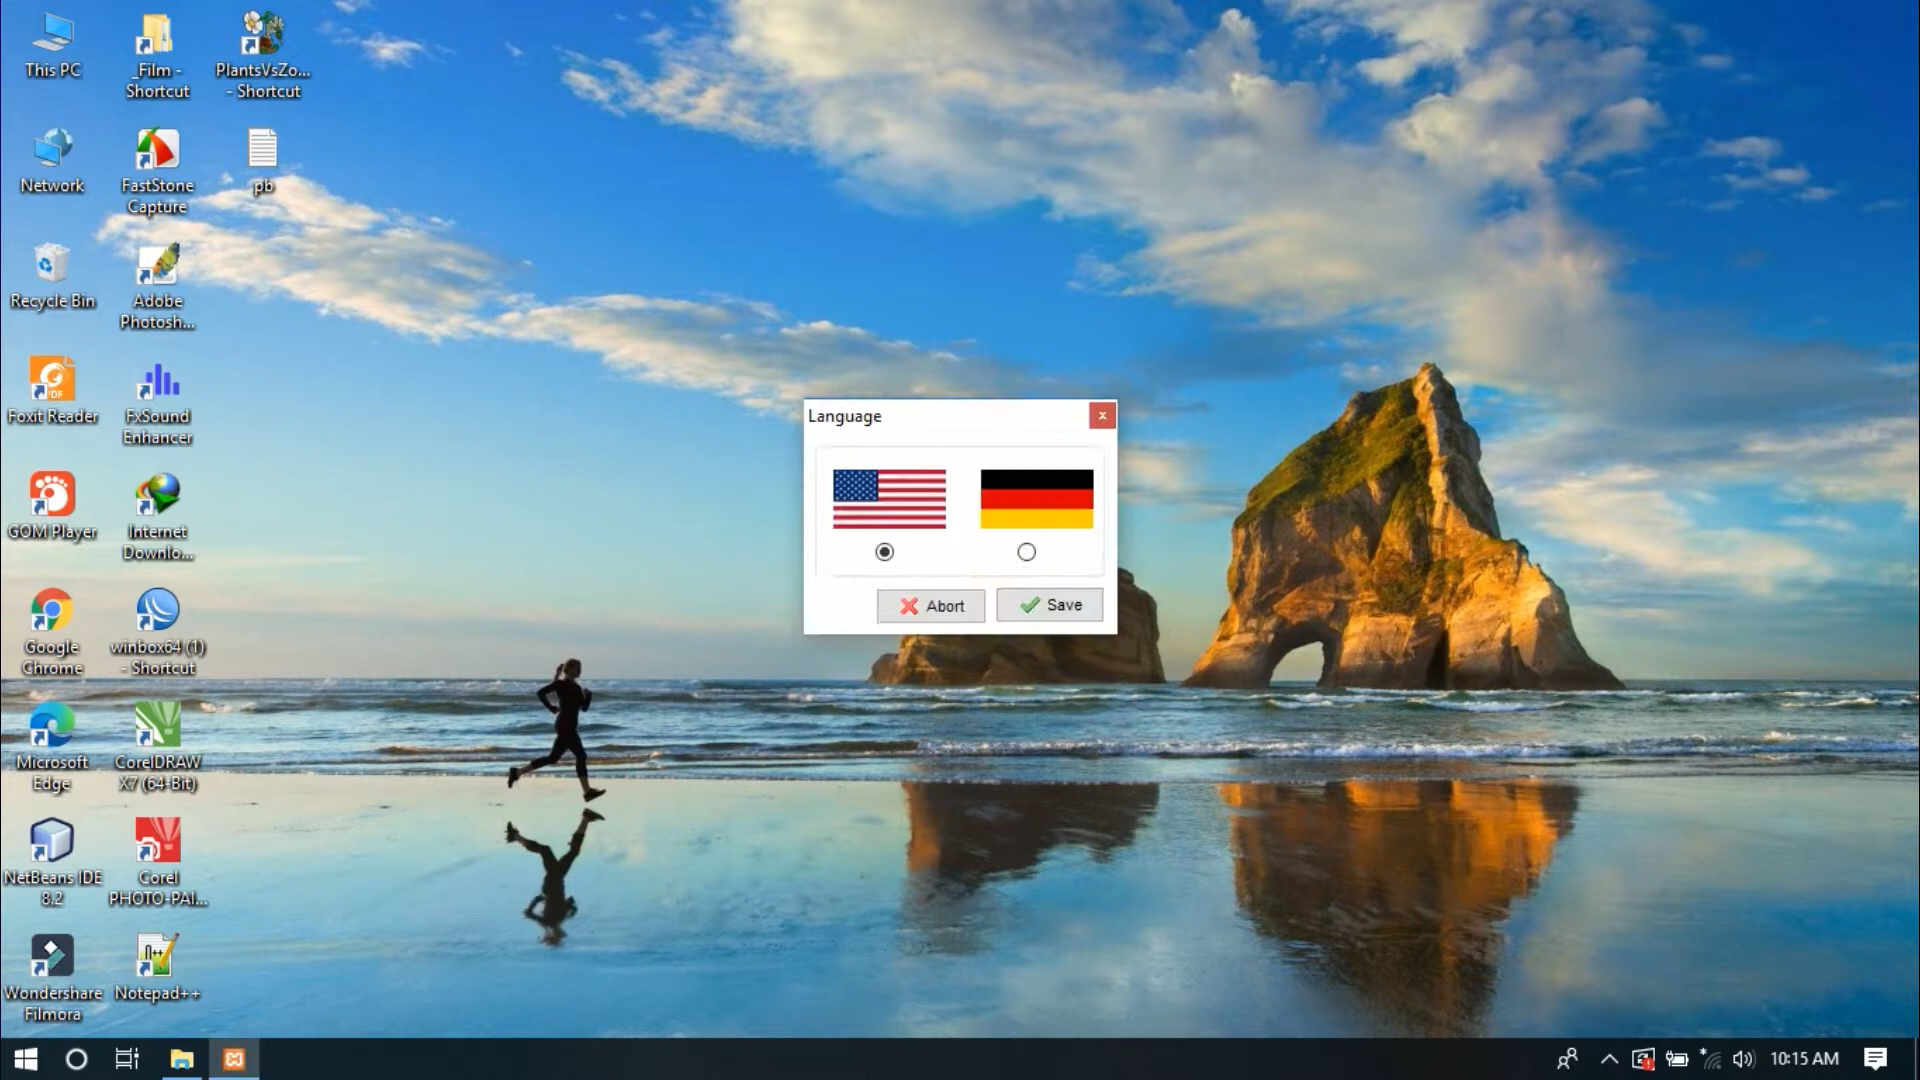 This PC
_Film -
Shortcut
PlantsVsZo...
- Shortcut
Network
FastStone
Capture
pb
Recycle Bin
Adobe
Photosh...
Foxit Reader
FxSound
Enhancer
GOM Player
Internet
Downlo...
Google
Chrome
winbox64 (1)
- Shortcut
Microsoft
Edge
CorelDRAW
X7 (64-Bit)
NetBeans IDE
8.2
Corel
PHOTO-PAI...
Wondershare
Filmora
Notepad++
Language
Abort
Save
10:15 AM